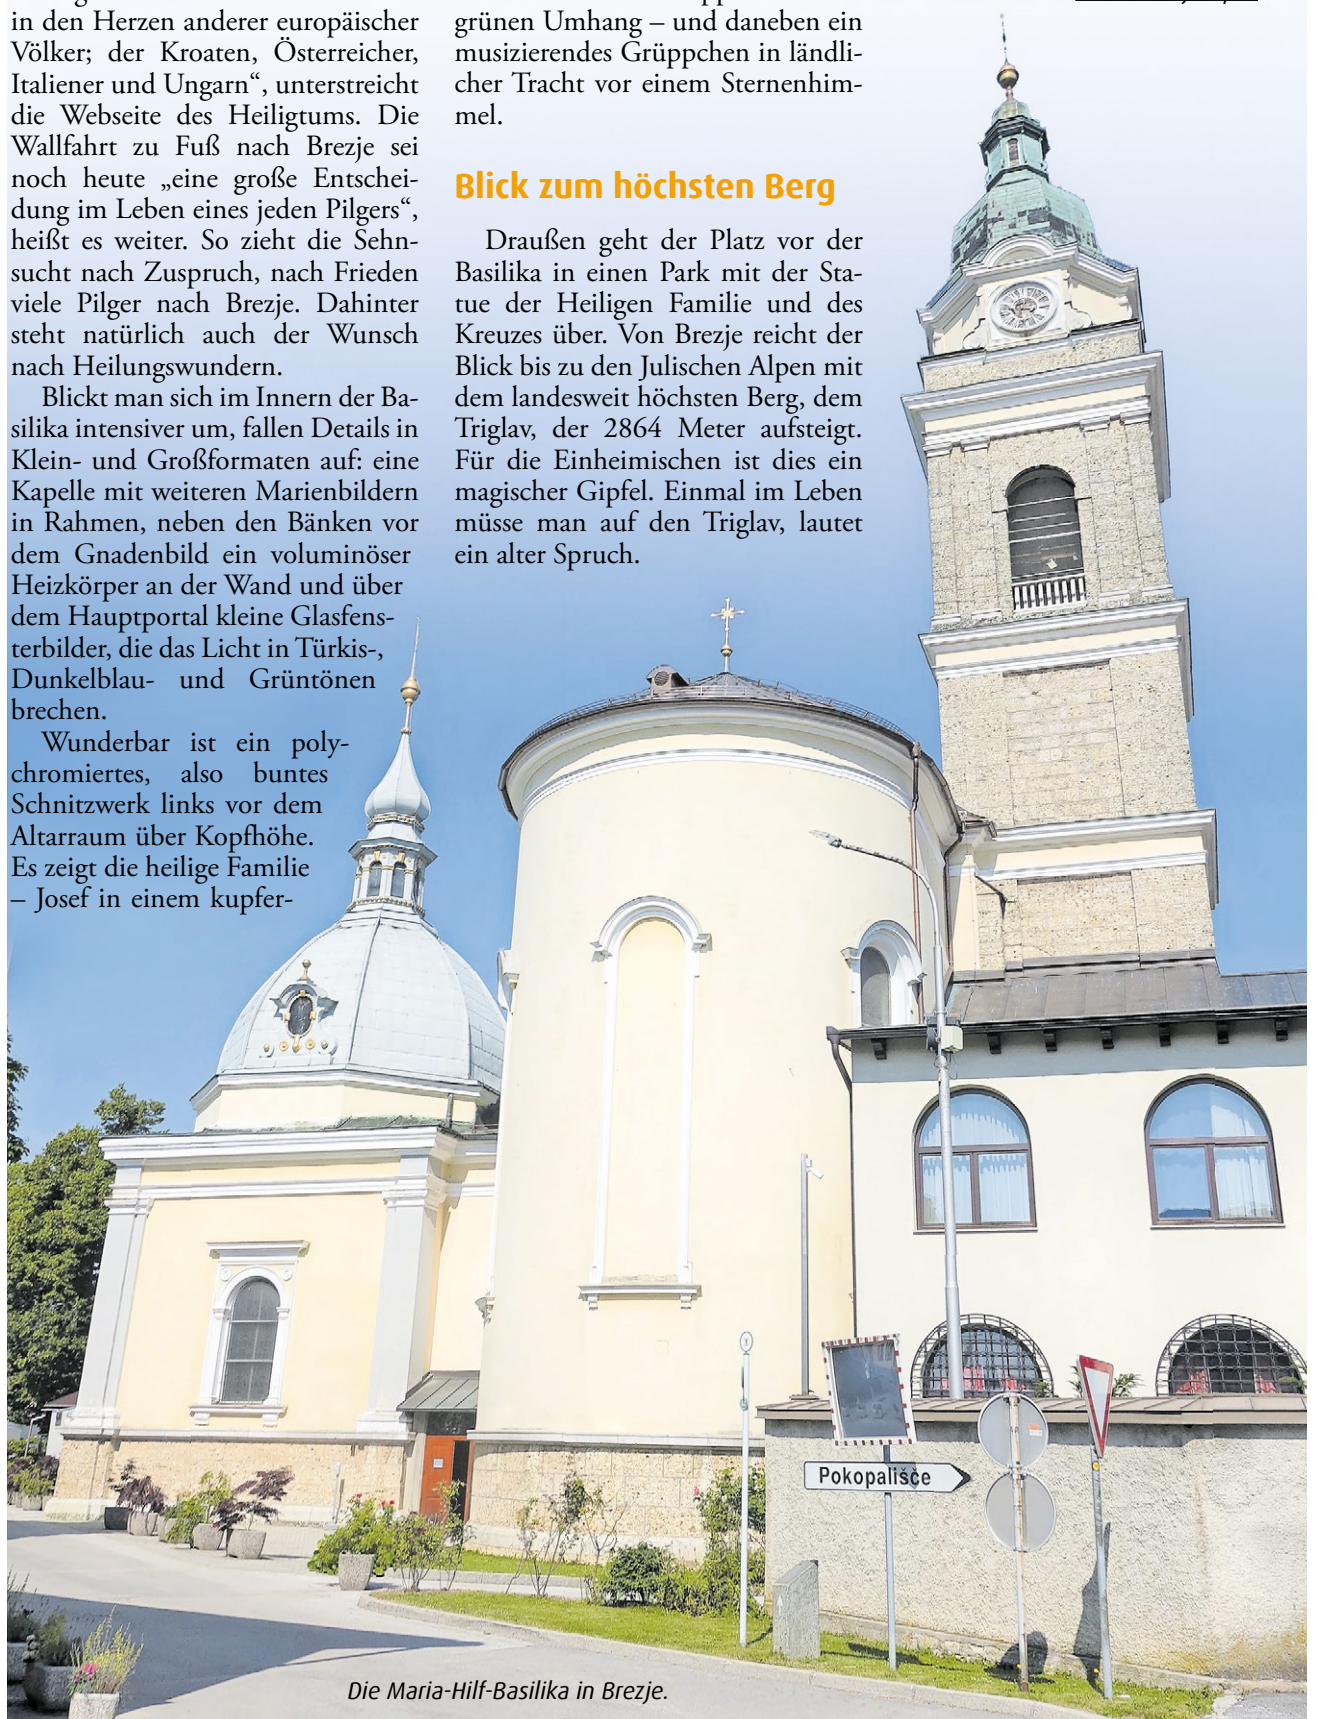 in den Herzen anderer europäischer
Völker; der Kroaten, Österreicher,
Italiener und Ungarn“, unterstreicht
die Webseite des Heiligtums. Die
Wallfahrt zu Fuß nach Brezje sei
noch heute „eine große Entschei-
dung im Leben eines jeden Pilgers“,
heißt es weiter. So zieht die Sehn-
sucht nach Zuspruch, nach Frieden
viele Pilger nach Brezje. Dahinter
steht natürlich auch der Wunsch
nach Heilungswundern.
Blickt man sich im Innern der Ba-
silika intensiver um, fallen Details in
Klein- und Großformaten auf: eine
Kapelle mit weiteren Marienbildern
in Rahmen, neben den Bänken vor
dem Gnadenbild ein voluminöser
Heizkörper an der Wand und über
dem Hauptportal kleine Glasfens-
terbilder, die das Licht in Türkis-,
Dunkelblau- und Grüntönen
brechen.
Wunderbar ist ein poly-
chromiertes, also buntes
Schnitzwerk links vor dem
Altarraum über Kopfhöhe.
Es zeigt die heilige Familie
– Josef in einem kupfer-
grünen Umhang – und daneben ein
musizierendes Grüppchen in ländli-
cher Tracht vor einem Sternenhim-
mel.
Blick zum höchsten Berg
Draußen geht der Platz vor der
Basilika in einen Park mit der Sta-
tue der Heiligen Familie und des
Kreuzes über. Von Brezje reicht der
Blick bis zu den Julischen Alpen mit
dem landesweit höchsten Berg, dem
Triglav, der 2864 Meter aufsteigt.
Für die Einheimischen ist dies ein
magischer Gipfel. Einmal im Leben
müsse man auf den Triglav, lautet
ein alter Spruch.
Pokopališče
Die Maria-Hilf-Basilika in Brezje.